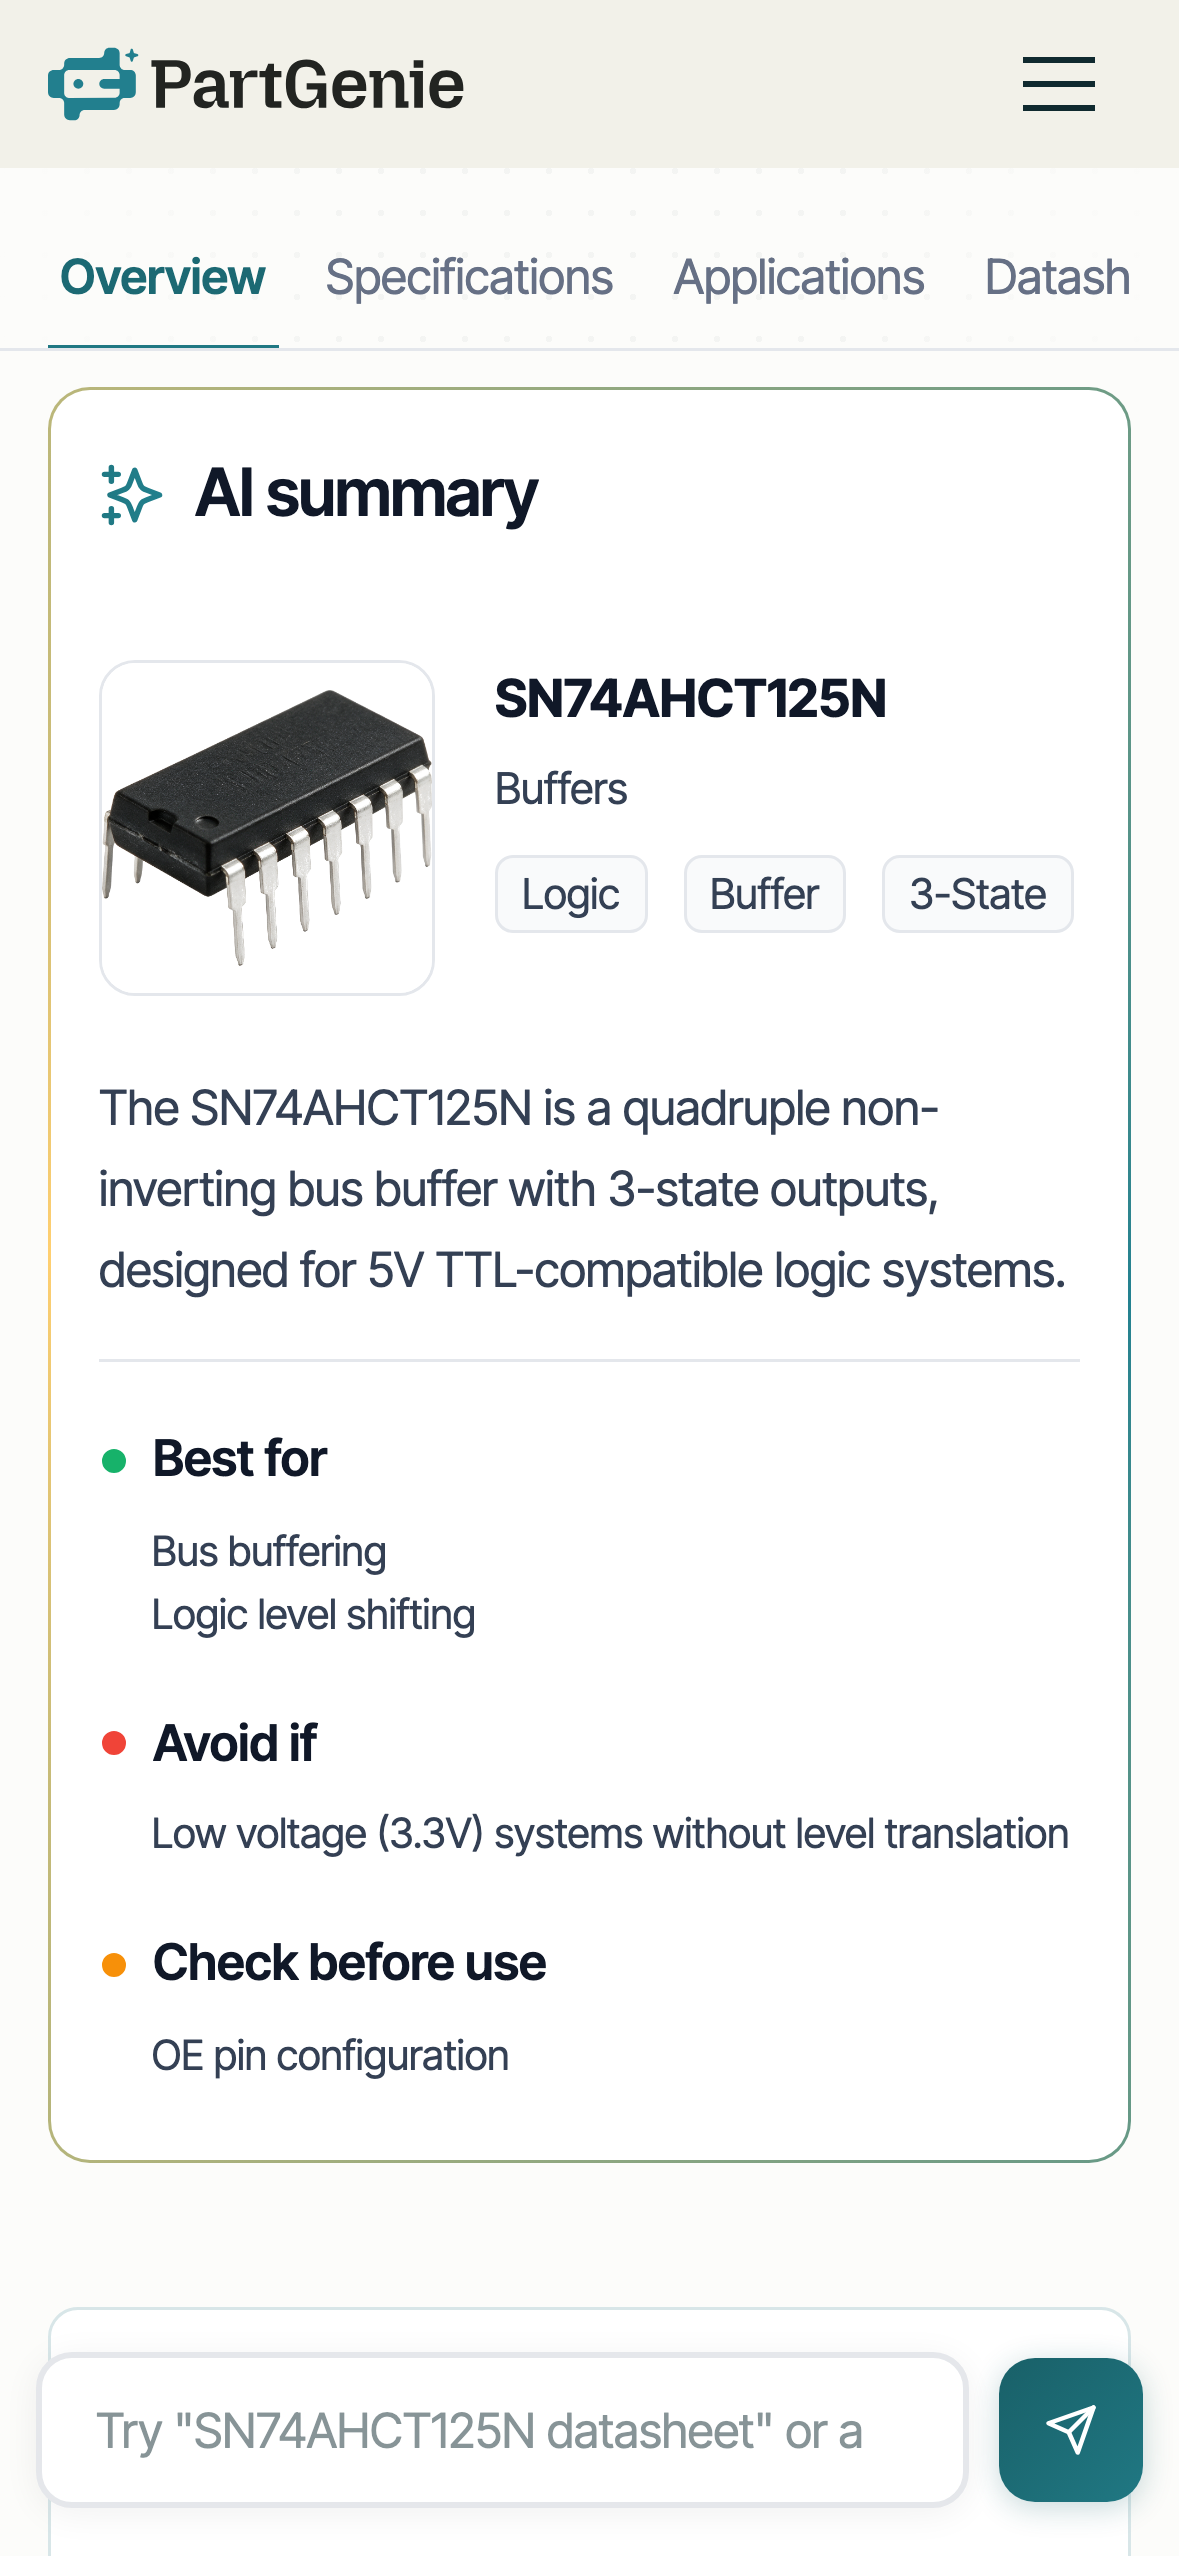 PartGenie
Overview Specifications Applications Datash
AI summary
SN74AHCT125N
Buffers
Logic Buffer 3-State
The SN74AHCT125N is a quadruple non-
inverting bus buffer with 3-state outputs,
designed for 5V TTL-compatible logic systems.
Best for
Bus buffering
Logic level shifting
Avoid if
Low voltage (3.3V) systems without level translation
Check before use
OE pin configuration
Try "SN74AHCT125N datasheet" or a